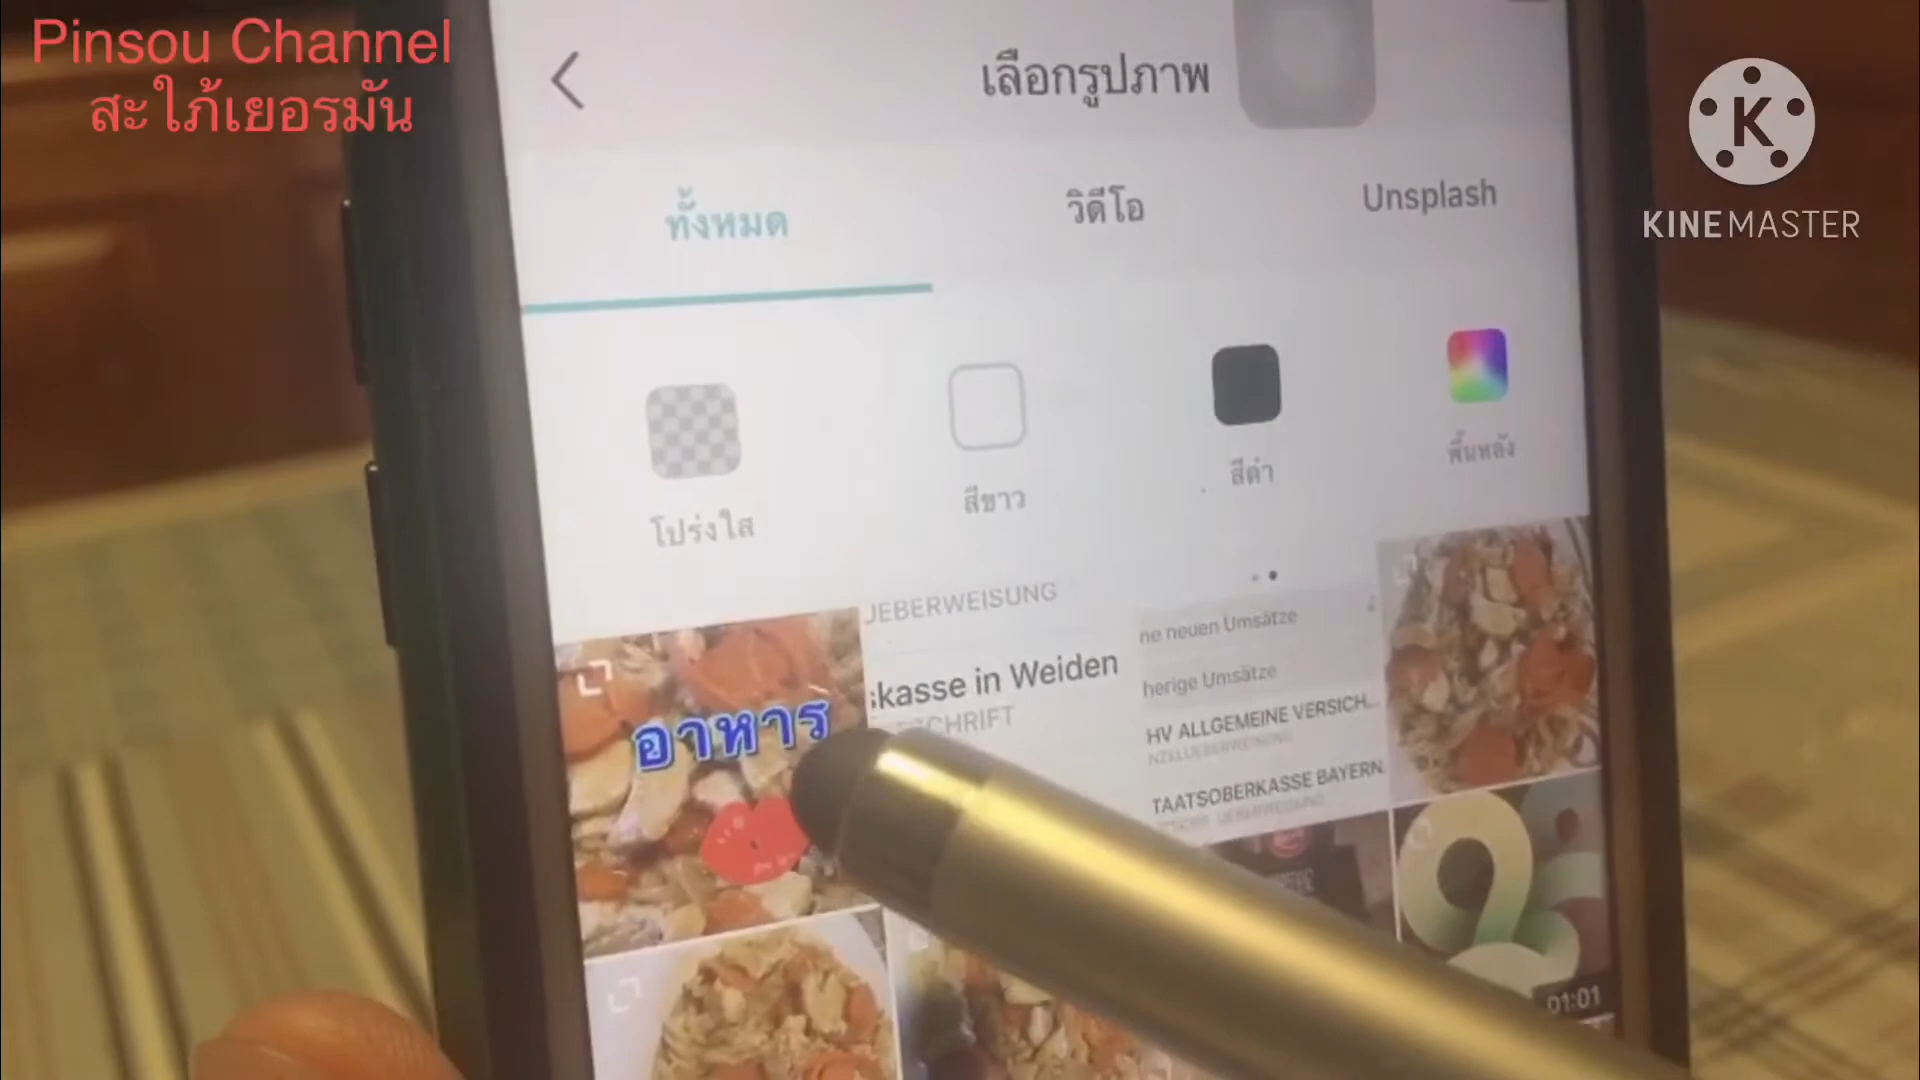 Pinsou Channel
สะใภ้เยอรมัน
K
KINEMASTER
เลือกรูปภาพ
ทั้งหมด
วิดีโอ
Unsplash
โปร่งใส
สีขาว
สีดำ
พื้นหลัง
UEBERWEISUNG
kasse in Weiden
SCHRIFT
ne neuen Umsätze
herige Umsätze
HV ALLGEMEINE VERSICH...
NZELUEBERWEISUNG
TAATSOBERKASSE BAYERN
อาหาร
01:01